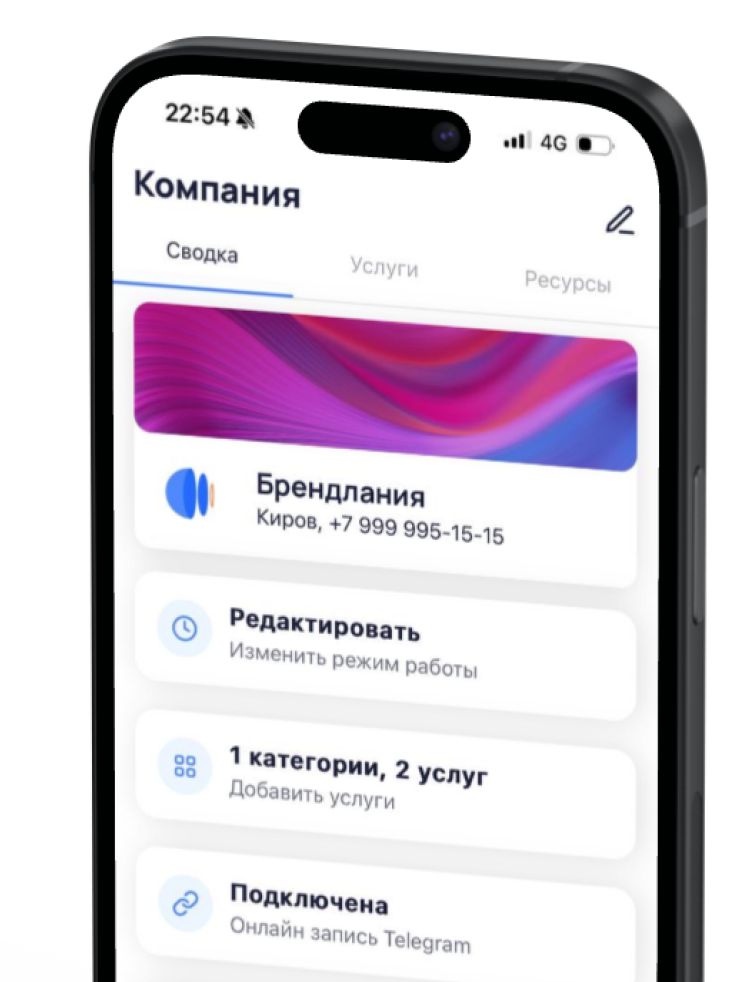 22:54
4G
Компания
Сводка
Услуги
Ресурсы
Брендлания
Киров, +7 999 995-15-15
Редактировать
Изменить режим работы
1 категории, 2 услуг
Добавить услуги
Подключена
Онлайн запись Telegram